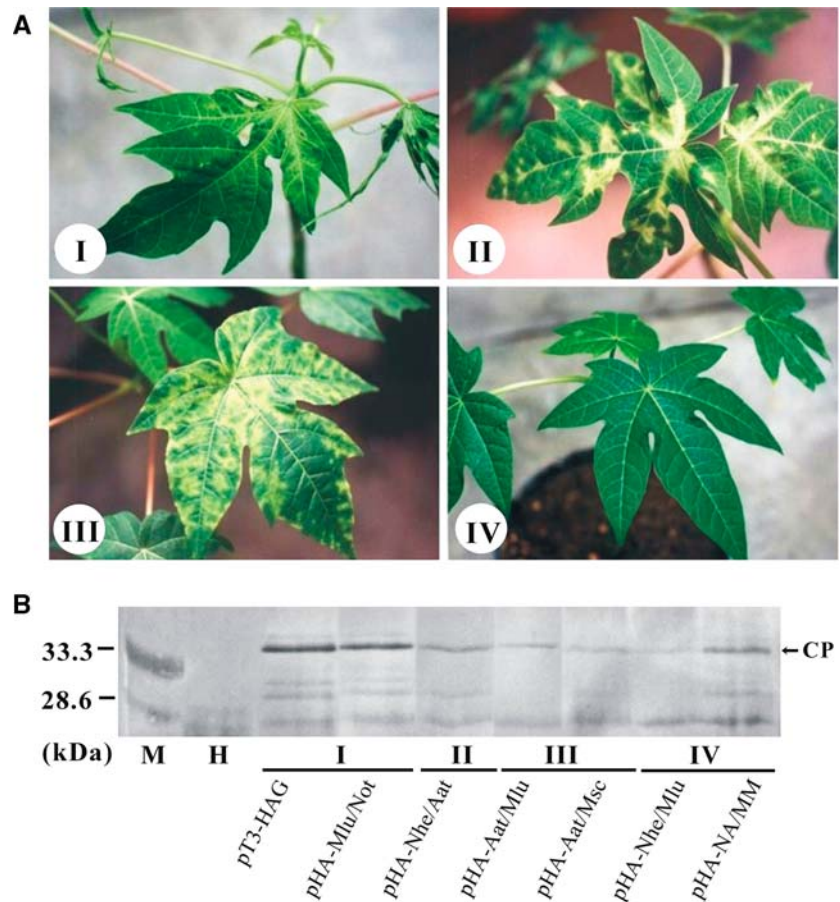 A
I
II
III
IV
B
33.3
28.6
(kDa)
←CP
M H I II III IV
pT3-HAG
pHA-Mlu/Not
pHA-Nhe/Aat
pHA-Aat/Mlu
pHA-Aat/Msc
pHA-Nhe/Mlu
pHA-NA/MM